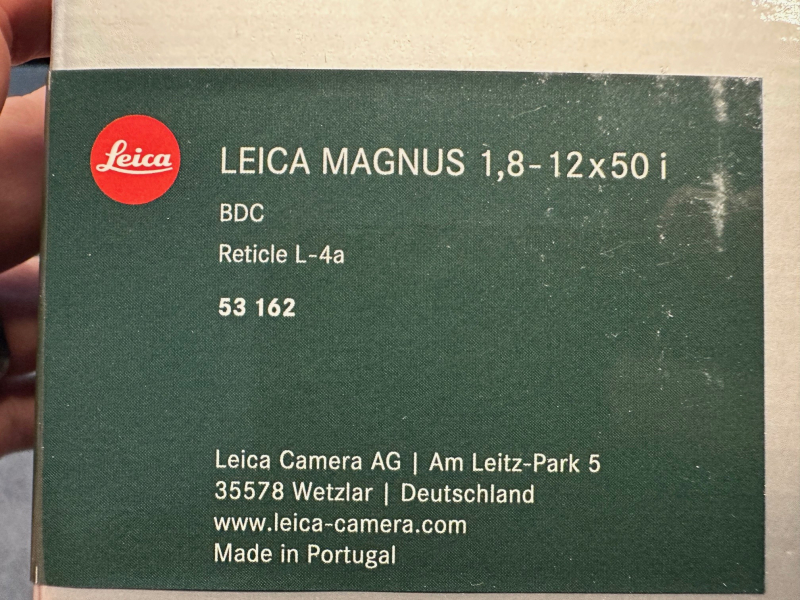 Leica
LEICA MAGNUS 1,8-12x50 i
BDC
Reticle L-4a
53 162
Leica Camera AG | Am Leitz-Park 5
35578 Wetzlar | Deutschland
www.leica-camera.com
Made in Portugal